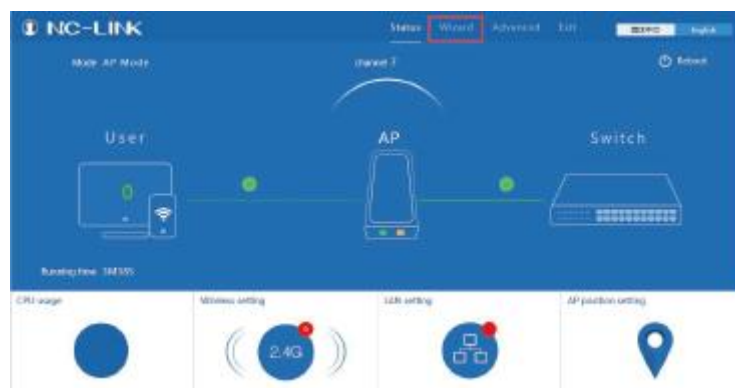 NC-LINK
Status Wizard Advanced Exit English
Mode: AP Mode
channel 7
Reboot
User
AP
Switch
0
Running time:
CPU usage
Wireless setting
LAN setting
AP position setting
2.4G